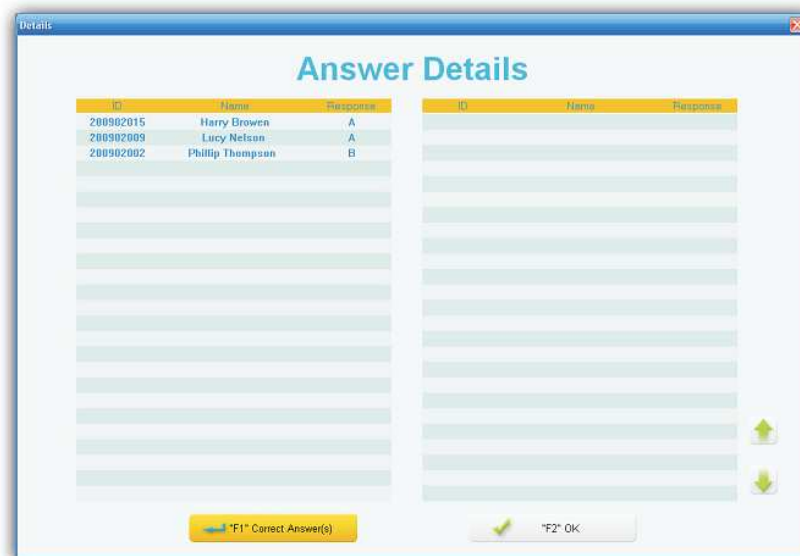 Details
Answer Details
ID Name Response ID Name Response
200902015 Harry Browen A
200902009 Lucy Nelson A
200902002 Phillip Thompson B
"F1" Correct Answer(s) "F2" OK